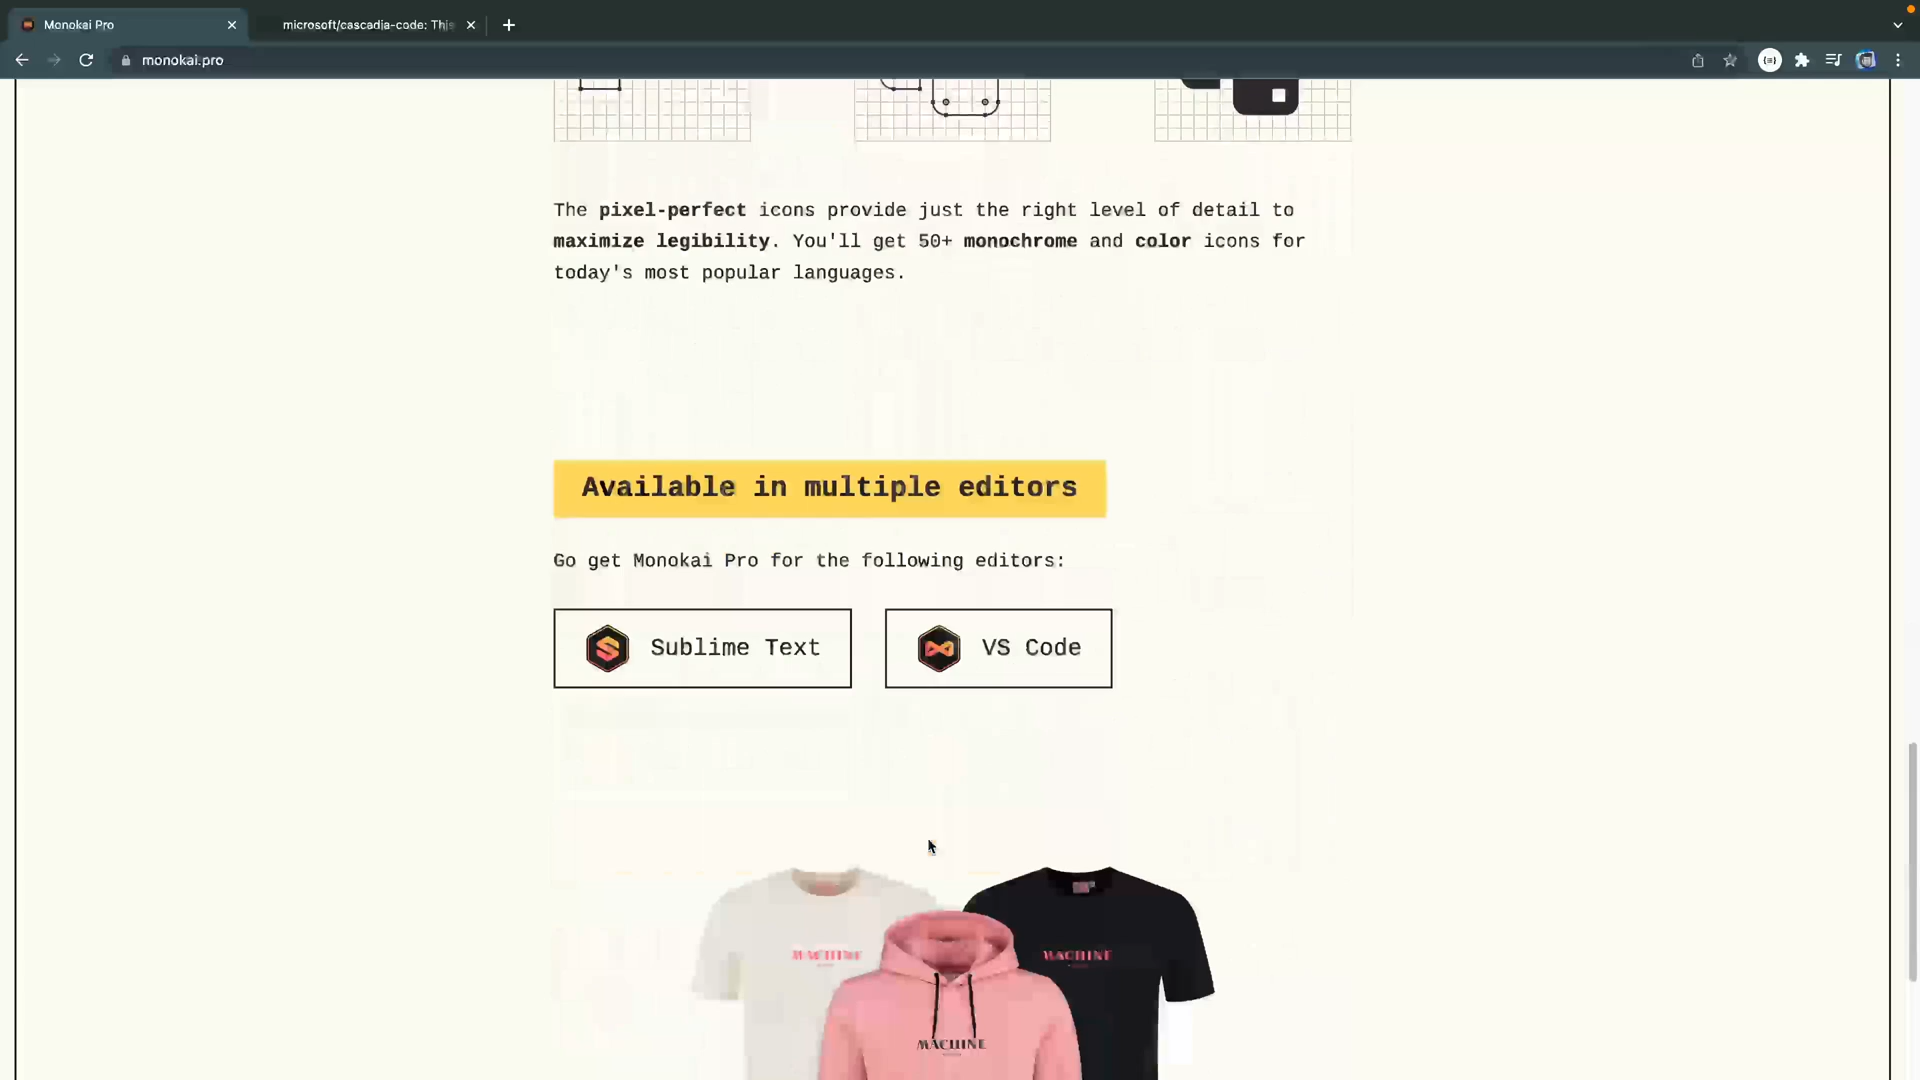 Monokai Pro
microsoft/cascadia-code: This
monokai.pro
The pixel-perfect icons provide just the right level of detail to
maximize legibility. You'll get 50+ monochrome and color icons for
today's most popular languages.
Available in multiple editors
Go get Monokai Pro for the following editors:
Sublime Text
VS Code
MACHINE
MACHINE
MACHINE